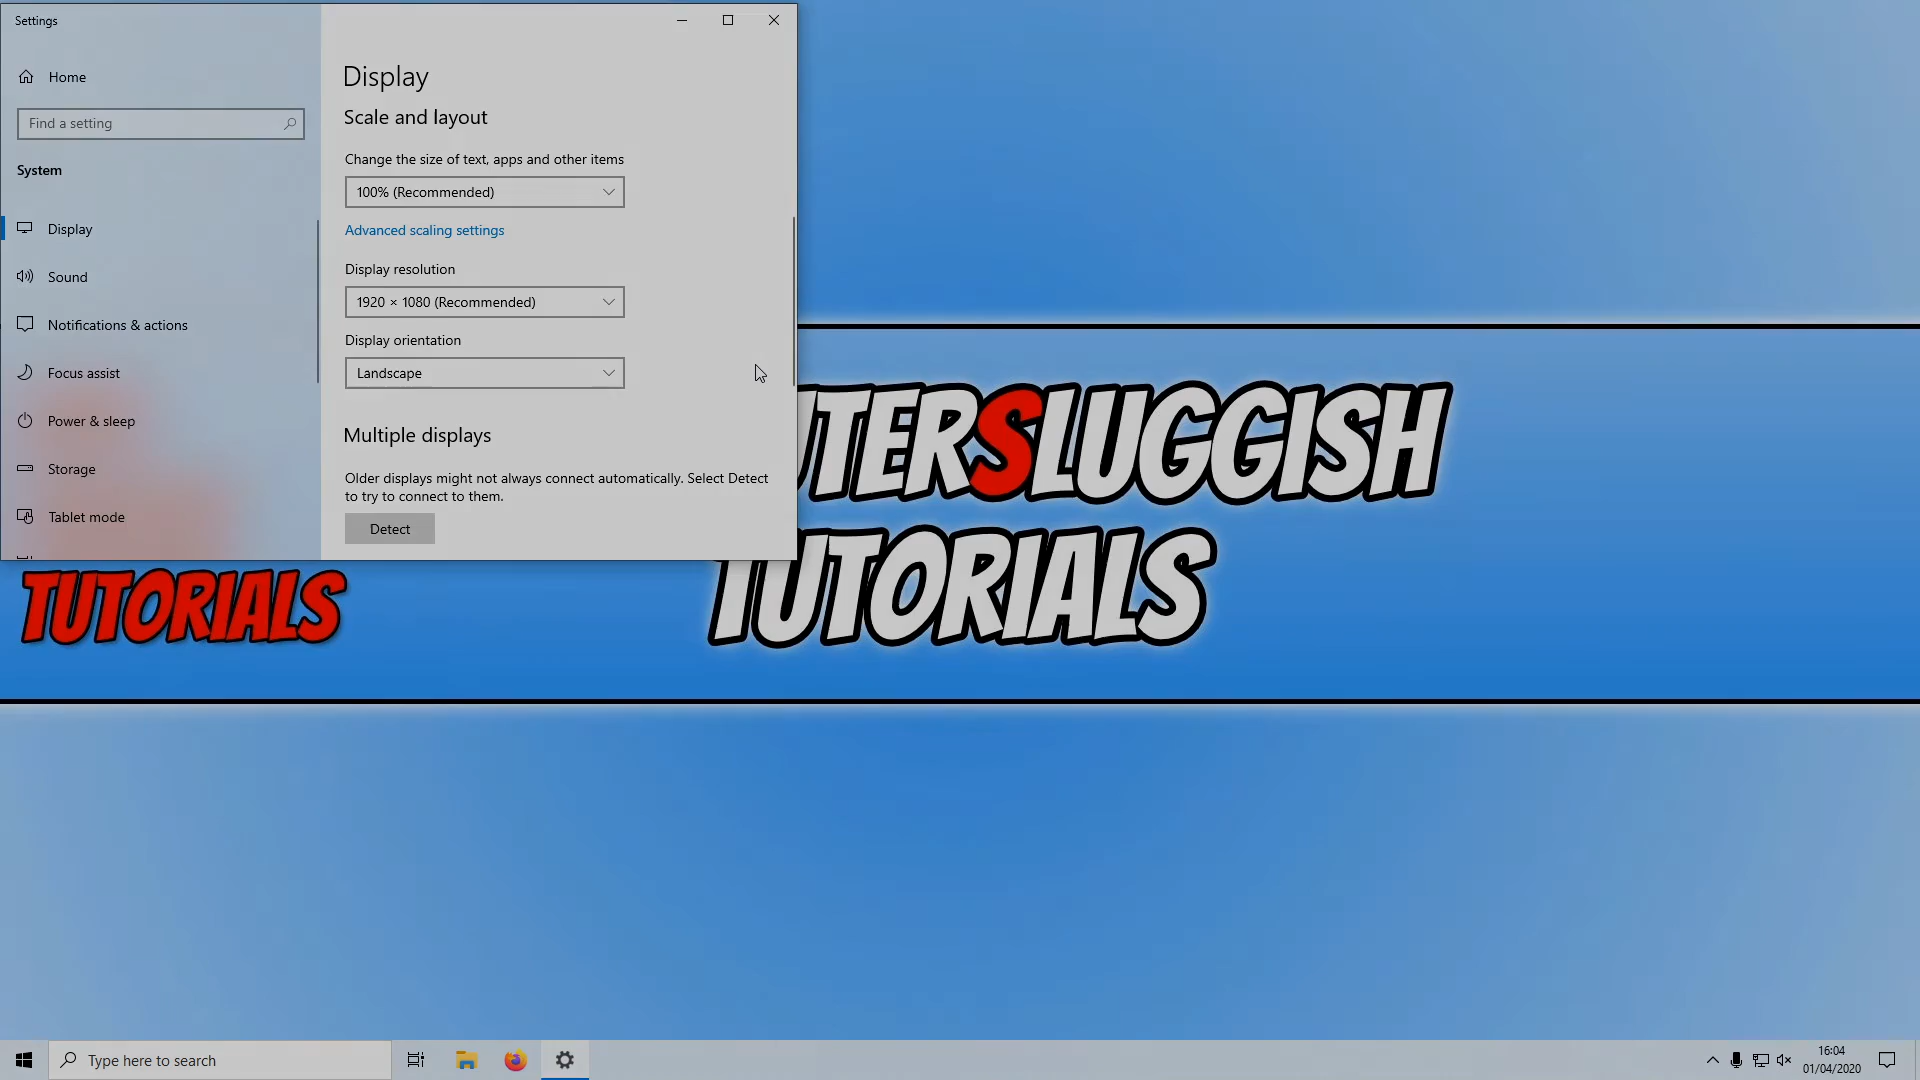 Settings
Home
Find a setting
System
Display
Sound
Notifications & actions
Focus assist
Power & sleep
Storage
Tablet mode
Display
Scale and layout
Change the size of text, apps and other items
100% (Recommended)
Advanced scaling settings
Display resolution
1920 × 1080 (Recommended)
Display orientation
Landscape
Multiple displays
Older displays might not always connect automatically. Select Detect
to try to connect to them.
Detect
UTERSLUGGISH
TUTORIALS
TUTORIALS
Type here to search
16:04
01/04/2020